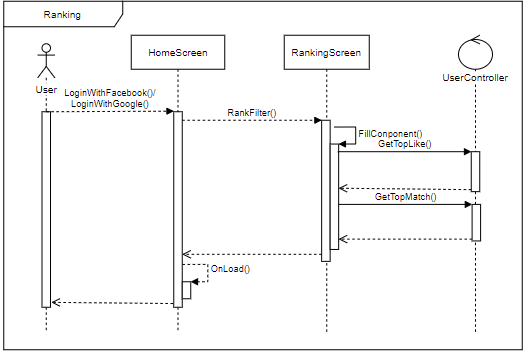 Ranking
HomeScreen
RankingScreen
User
UserController
LoginWithFacebook()/
LoginWithGoogle()
RankFilter()
FillConponent()
GetTopLike()
GetTopMatch()
OnLoad()